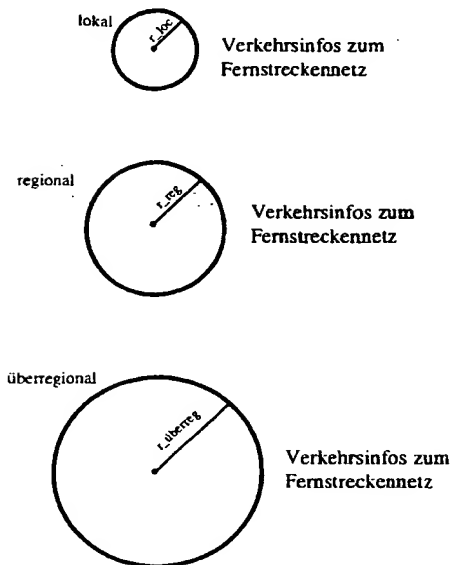 lokal
r_loc
Verkehrsinfos zum
Fernstreckennetz
regional
r_reg
Verkehrsinfos zum
Fernstreckennetz
überregional
r_überreg
Verkehrsinfos zum
Fernstreckennetz